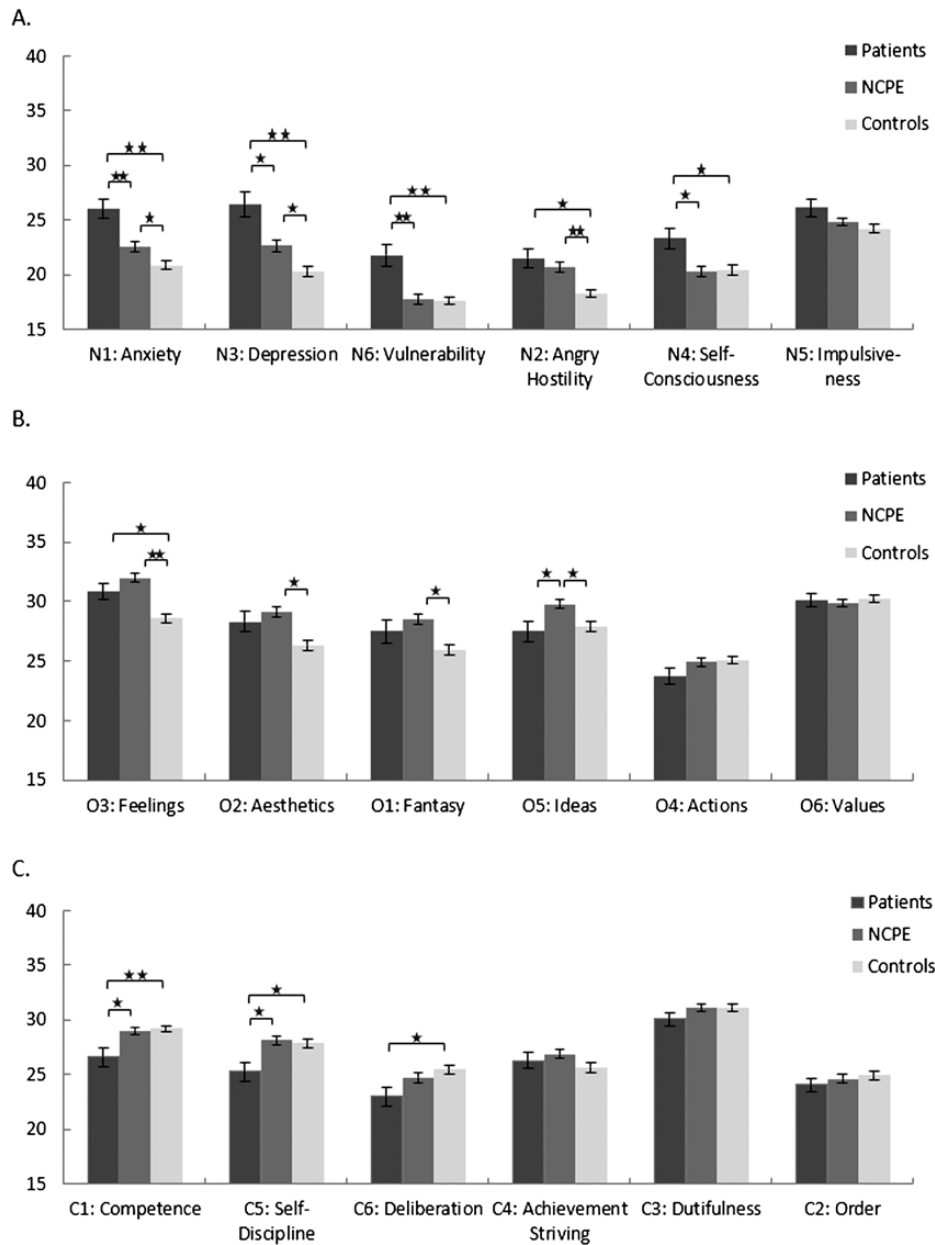 A.
40
35
30
25
20
15
Patients
NCPE
Controls
★★
★★
★
★★
★
★
★★
★★
★
★★
★
★
N1: Anxiety
N3: Depression
N6: Vulnerability
N2: Angry
Hostility
N4: Self-
Consciousness
N5: Impulsive-
ness
B.
40
35
30
25
20
15
Patients
NCPE
Controls
★
★★
★
★
★
★
O3: Feelings
O2: Aesthetics
O1: Fantasy
O5: Ideas
O4: Actions
O6: Values
C.
40
35
30
25
20
15
Patients
NCPE
Controls
★★
★
★
★
★
C1: Competence
C5: Self-
Discipline
C6: Deliberation
C4: Achievement
Striving
C3: Dutifulness
C2: Order